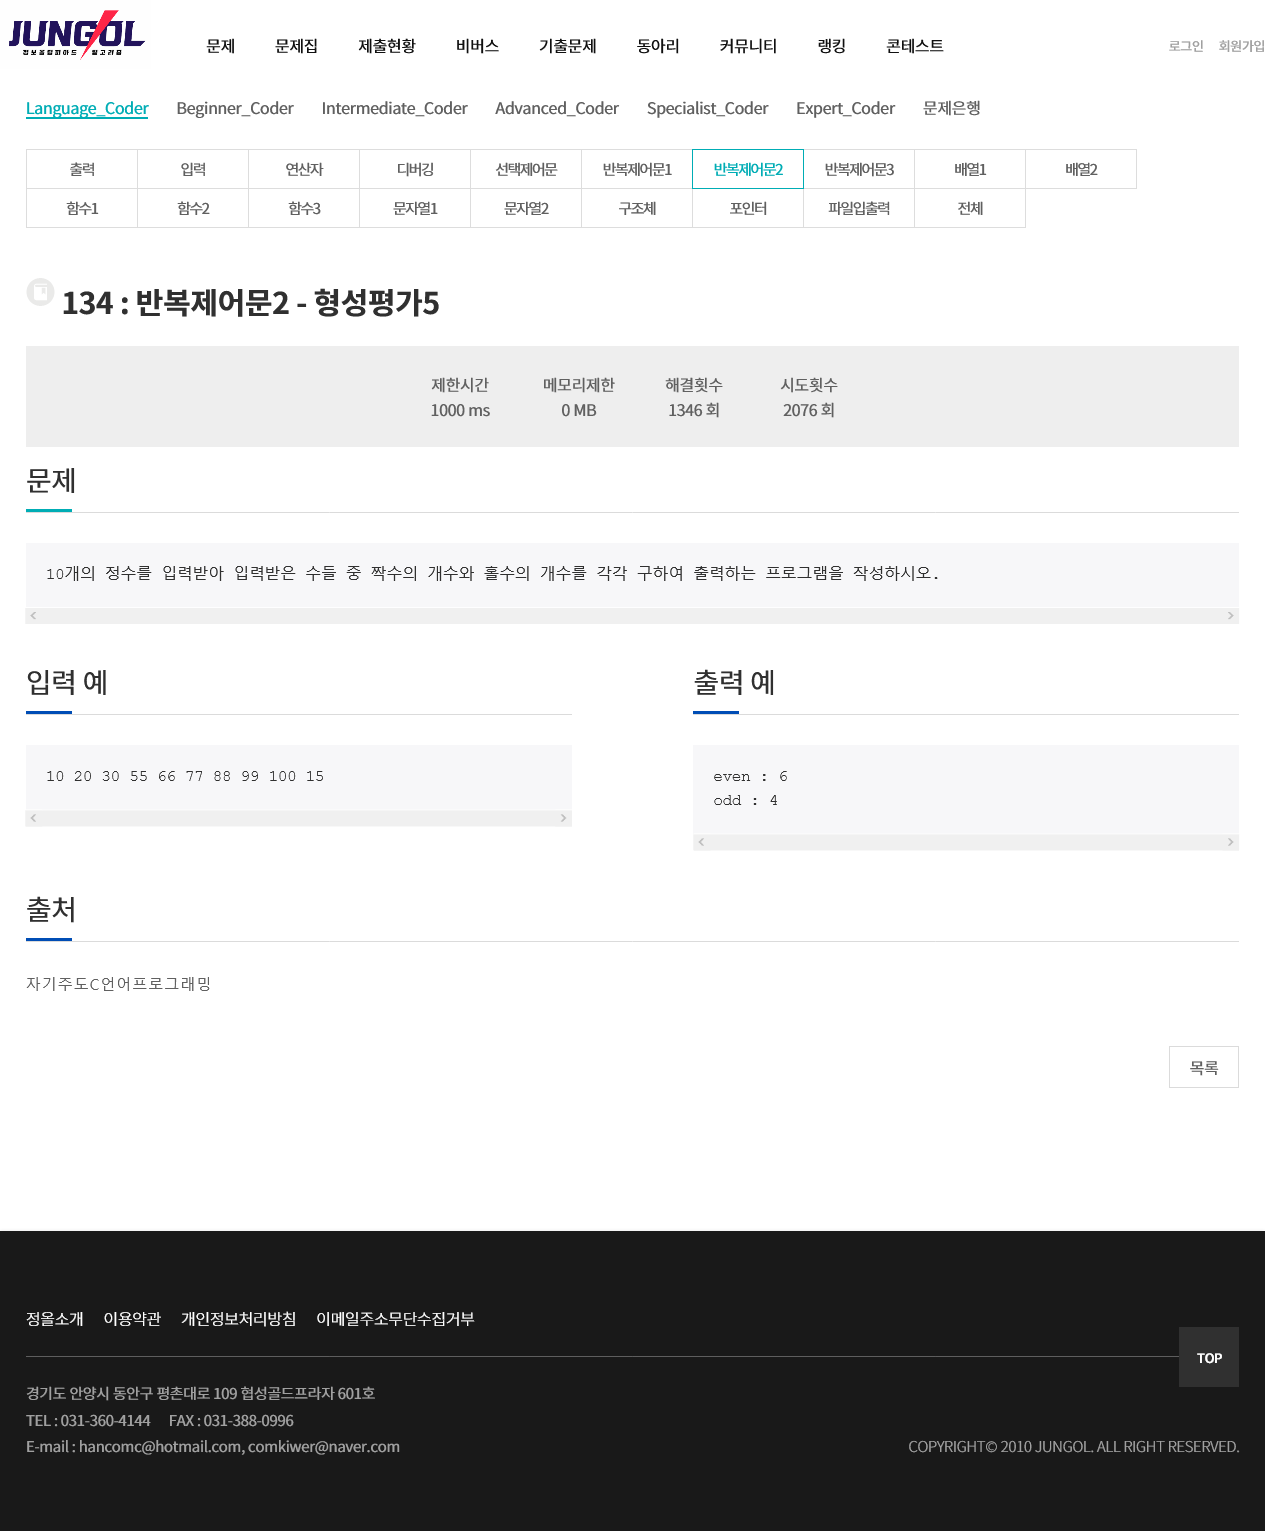 JUNGOL
정보올림피아드 알고리즘
문제 문제집 제출현황 비버스 기출문제 동아리 커뮤니티 랭킹 콘테스트 로그인 회원가입
Language_Coder Beginner_Coder Intermediate_Coder Advanced_Coder Specialist_Coder Expert_Coder 문제은행
출력 입력 연산자 디버깅 선택제어문 반복제어문1 반복제어문2 반복제어문3 배열1 배열2
함수1 함수2 함수3 문자열1 문자열2 구조체 포인터 파일입출력 전체
134 : 반복제어문2 - 형성평가5
제한시간 메모리제한 해결횟수 시도횟수
1000 ms 0 MB 1346 회 2076 회
문제
10개의 정수를 입력받아 입력받은 수들 중 짝수의 개수와 홀수의 개수를 각각 구하여 출력하는 프로그램을 작성하시오.
입력 예
10 20 30 55 66 77 88 99 100 15
출력 예
even : 6
odd : 4
출처
자기주도C언어프로그래밍
목록
정올소개 이용약관 개인정보처리방침 이메일주소무단수집거부
TOP
경기도 안양시 동안구 평촌대로 109 협성골드프라자 601호
TEL : 031-360-4144 FAX : 031-388-0996
E-mail : hancomc@hotmail.com, comkiwer@naver.com
COPYRIGHT© 2010 JUNGOL. ALL RIGHT RESERVED.